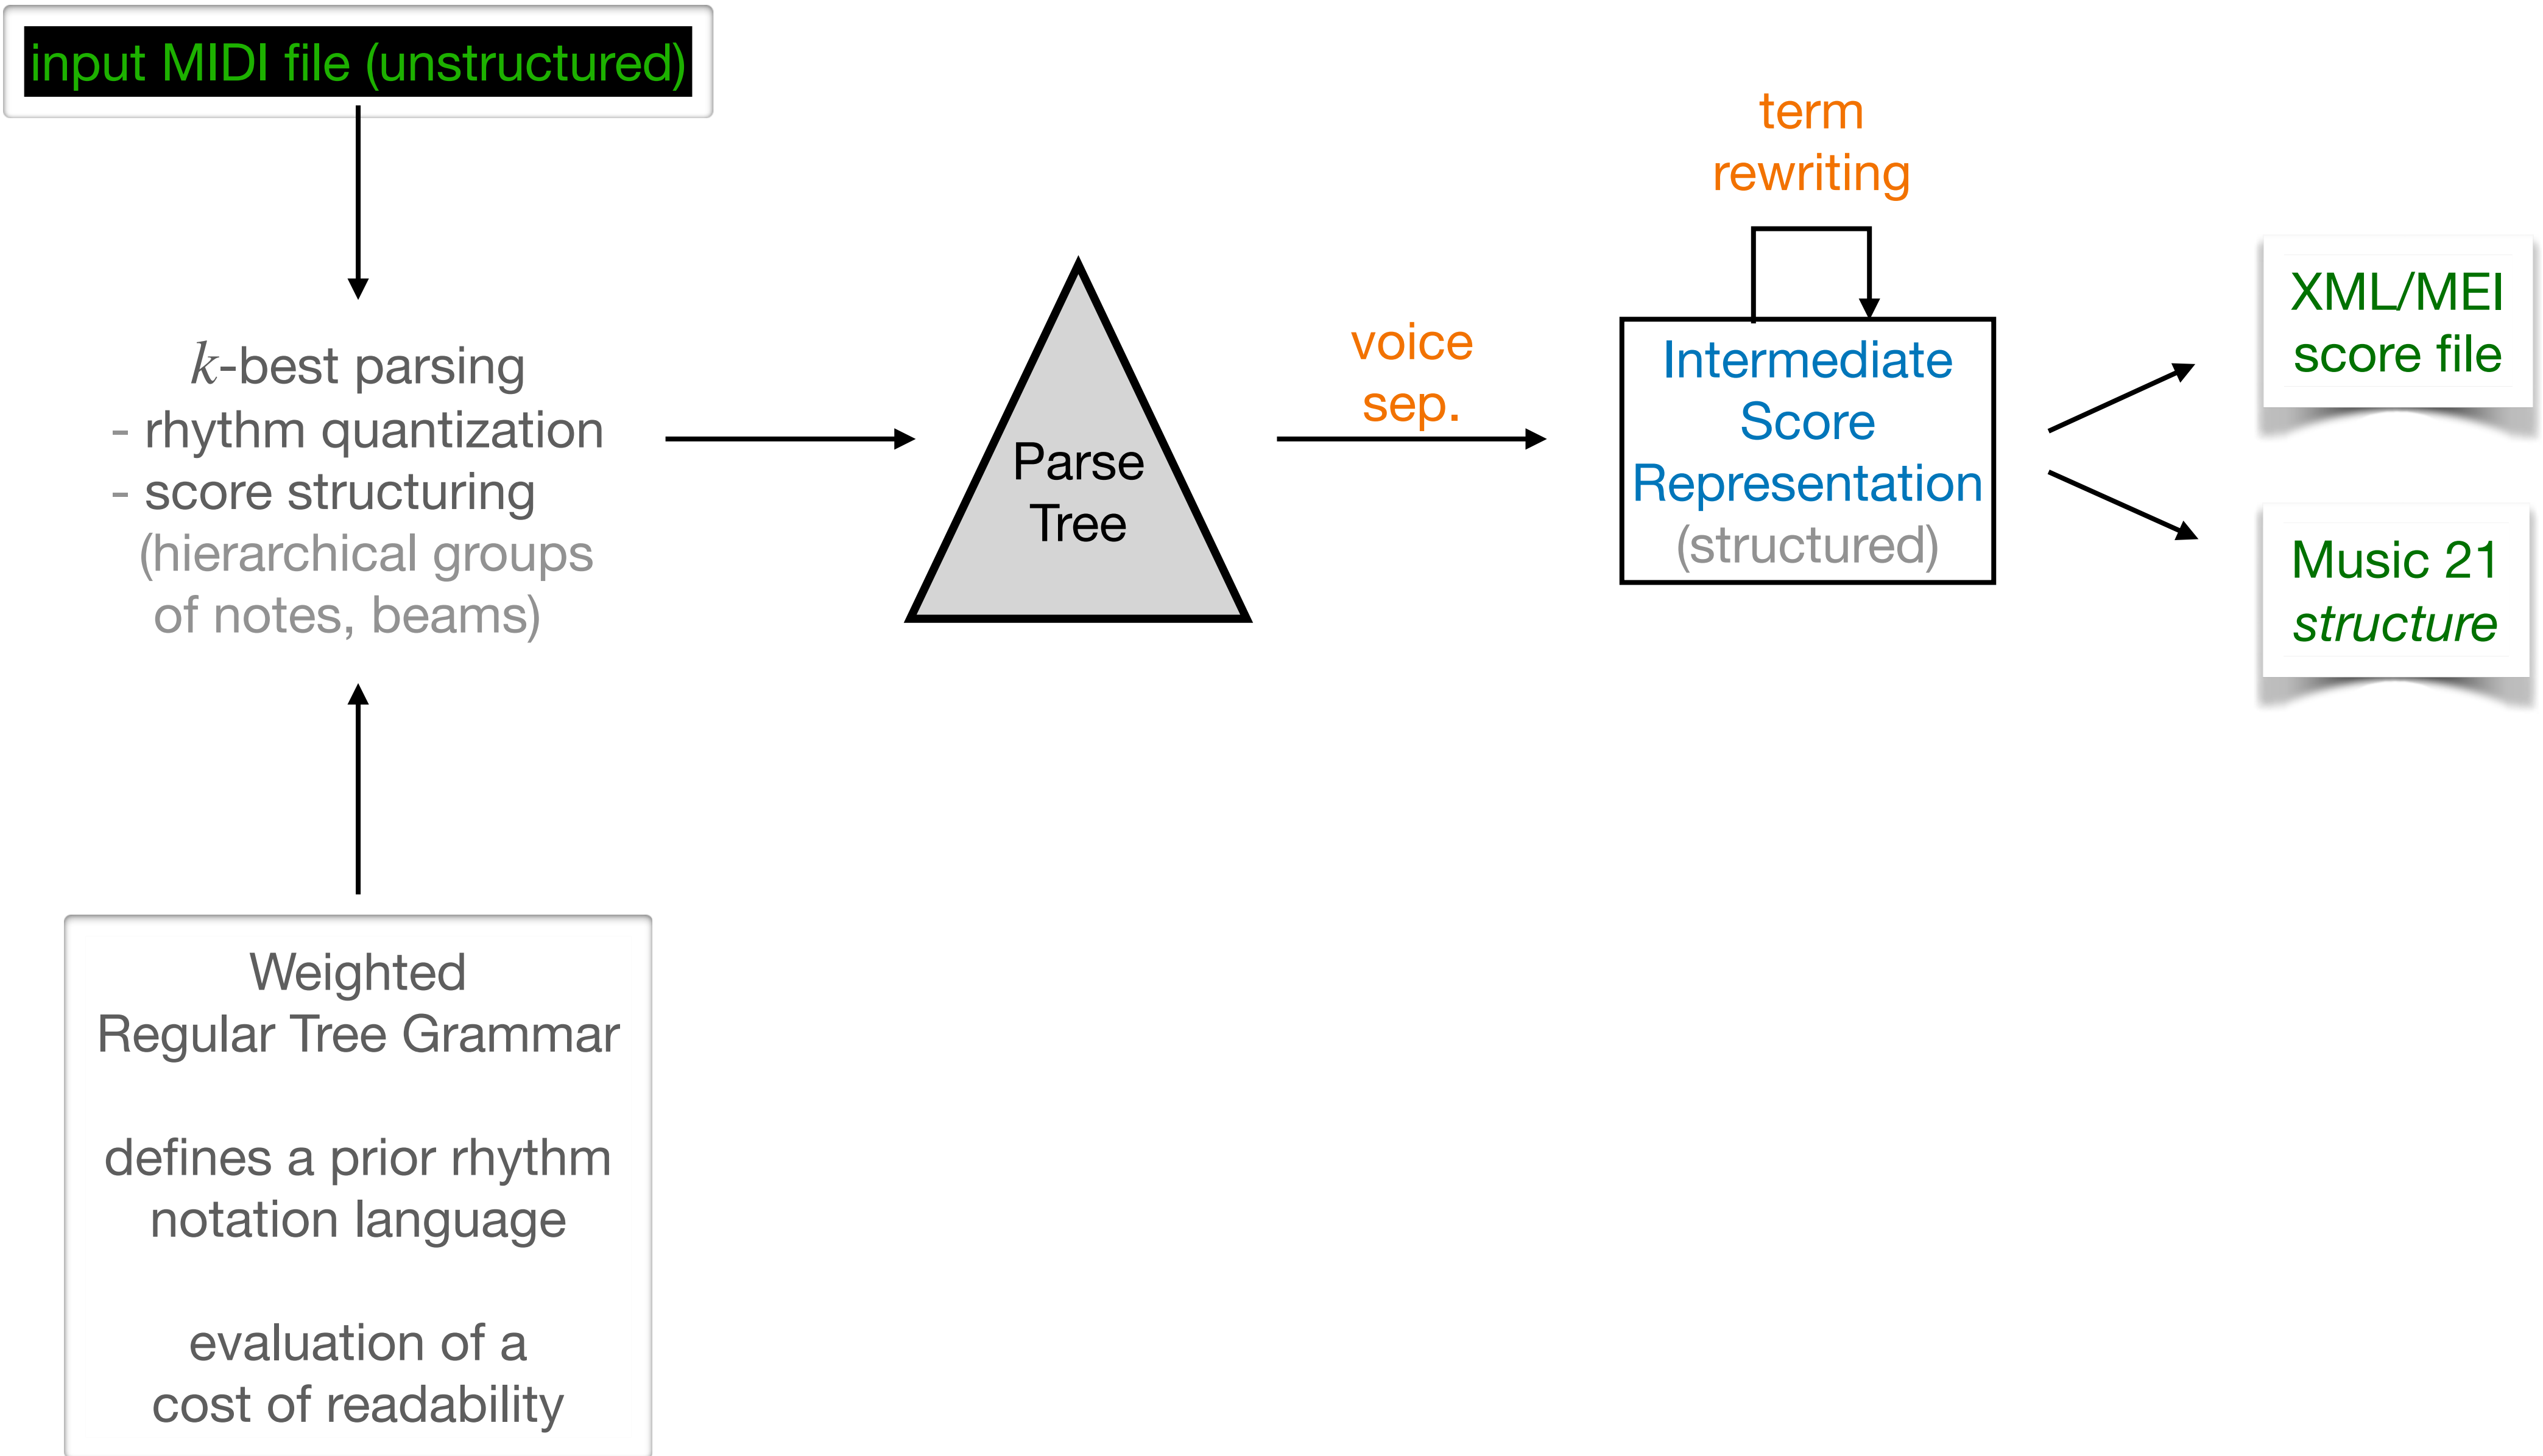 input MIDI file (unstructured)
k-best parsing
- rhythm quantization
- score structuring
(hierarchical groups
of notes, beams)
Weighted
Regular Tree Grammar
defines a prior rhythm
notation language
evaluation of a
cost of readability
Parse
Tree
voice
sep.
term
rewriting
Intermediate
Score
Representation
(structured)
XML/MEI
score file
Music 21
structure